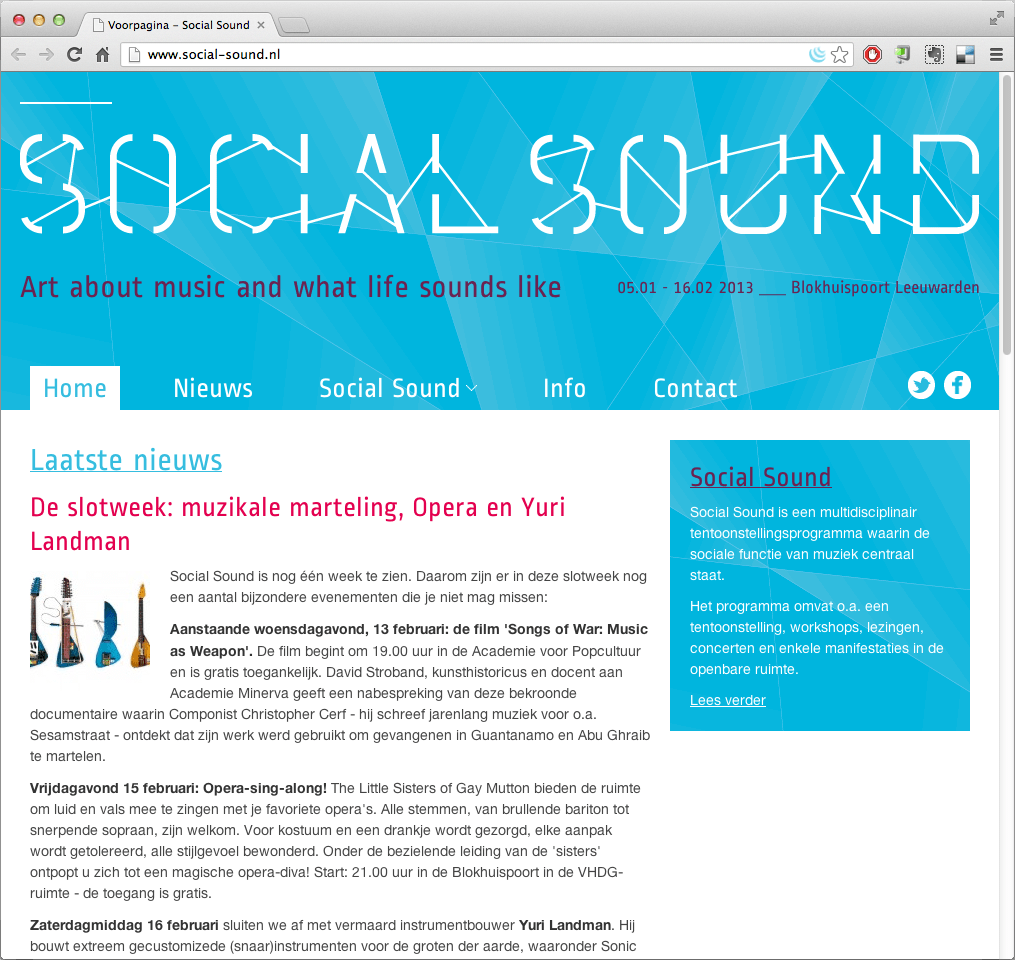 Voorpagina – Social Sound
www.social-sound.nl
SOCIAL SOUND
Art about music and what life sounds like
05.01 - 16.02 2013 ___ Blokhuispoort Leeuwarden
Home Nieuws Social Sound Info Contact
Laatste nieuws
De slotweek: muzikale marteling, Opera en Yuri
Landman
Social Sound is nog één week te zien. Daarom zijn er in deze slotweek nog
een aantal bijzondere evenementen die je niet mag missen:
Aanstaande woensdagavond, 13 februari: de film 'Songs of War: Music
as Weapon'. De film begint om 19.00 uur in de Academie voor Popcultuur
en is gratis toegankelijk. David Stroband, kunsthistoricus en docent aan
Academie Minerva geeft een nabespreking van deze bekroonde
documentaire waarin Componist Christopher Cerf - hij schreef jarenlang muziek voor o.a.
Sesamstraat - ontdekt dat zijn werk werd gebruikt om gevangenen in Guantanamo en Abu Ghraib
te martelen.
Vrijdagavond 15 februari: Opera-sing-along! The Little Sisters of Gay Mutton bieden de ruimte
om luid en vals mee te zingen met je favoriete opera's. Alle stemmen, van brullende bariton tot
snerpende sopraan, zijn welkom. Voor kostuum en een drankje wordt gezorgd, elke aanpak
wordt getolereerd, alle stijlgevoel bewonderd. Onder de bezielende leiding van de 'sisters'
ontpopt u zich tot een magische opera-diva! Start: 21.00 uur in de Blokhuispoort in de VHDG-
ruimte - de toegang is gratis.
Zaterdagmiddag 16 februari sluiten we af met vermaard instrumentbouwer Yuri Landman. Hij
bouwt extreem gecustomizede (snaar)instrumenten voor de groten der aarde, waaronder Sonic
Social Sound
Social Sound is een multidisciplinair
tentoonstellingsprogramma waarin de
sociale functie van muziek centraal
staat.
Het programma omvat o.a. een
tentoonstelling, workshops, lezingen,
concerten en enkele manifestaties in de
openbare ruimte.
Lees verder